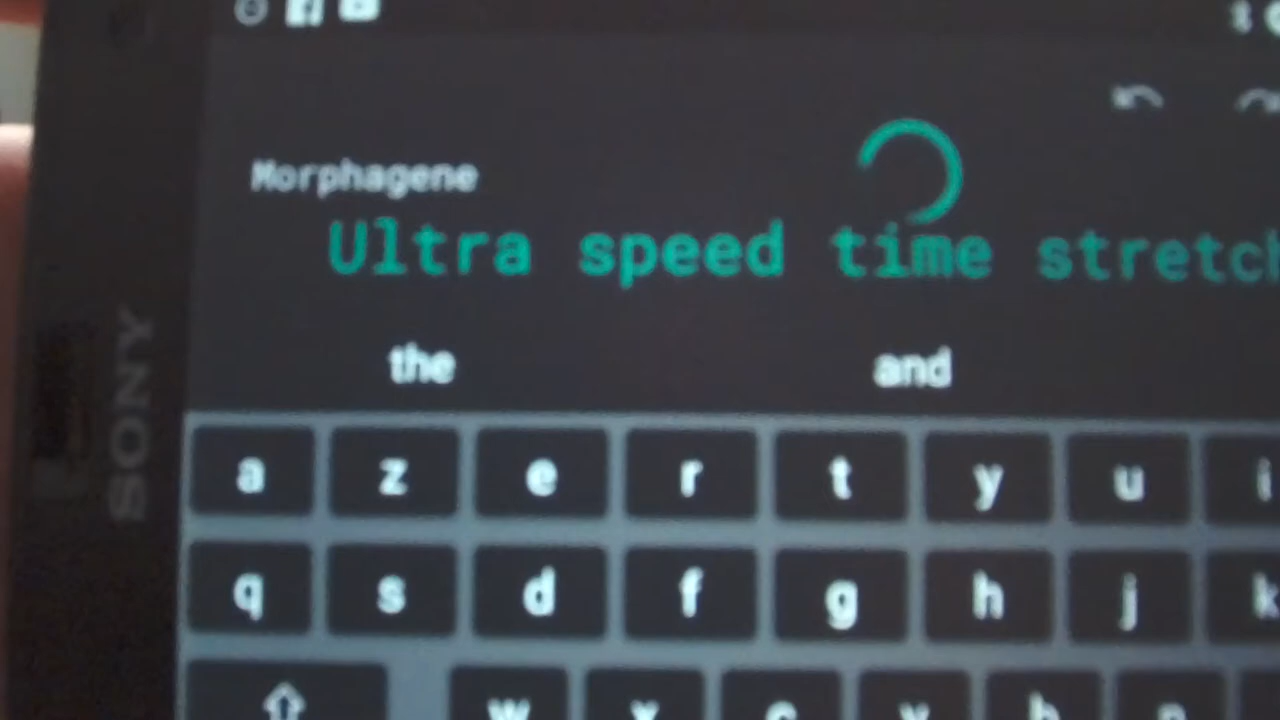 Morphagene
Ultra speed time stretch
the and
SONY
a z e r t y u i
q s d f g h j k
w x c v b n